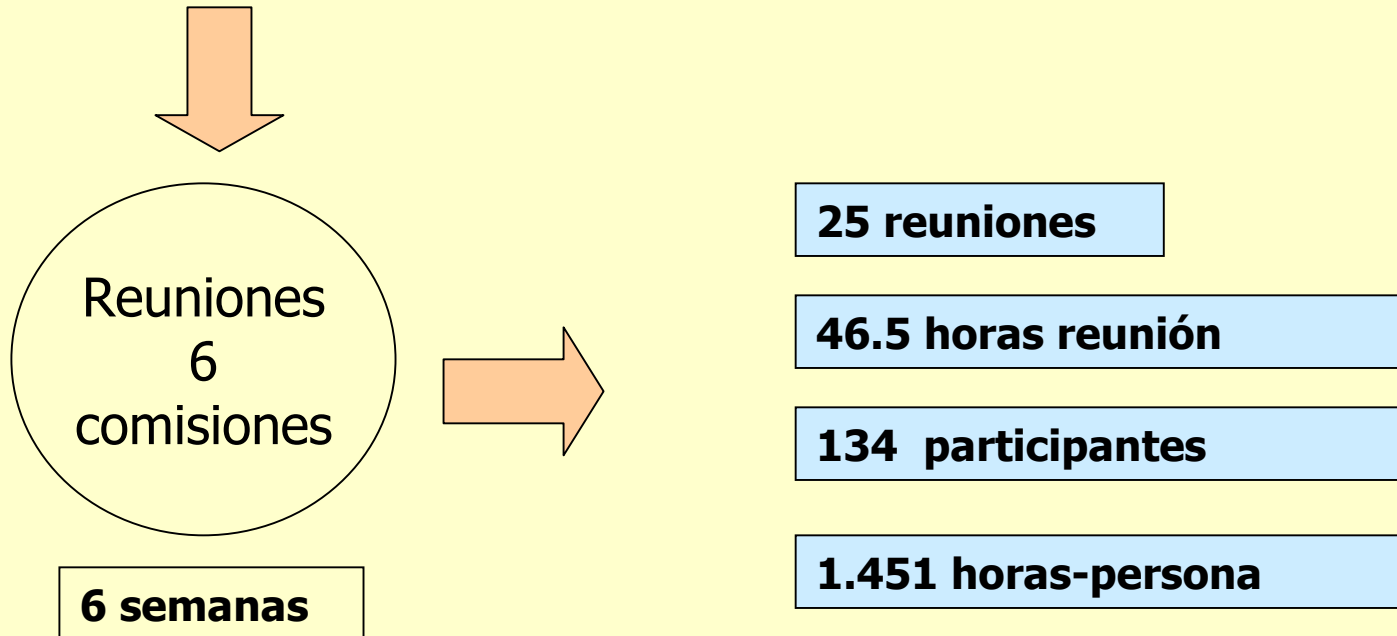 Reuniones
6
comisiones
6 semanas
25 reuniones
46.5 horas reunión
134 participantes
1.451 horas-persona